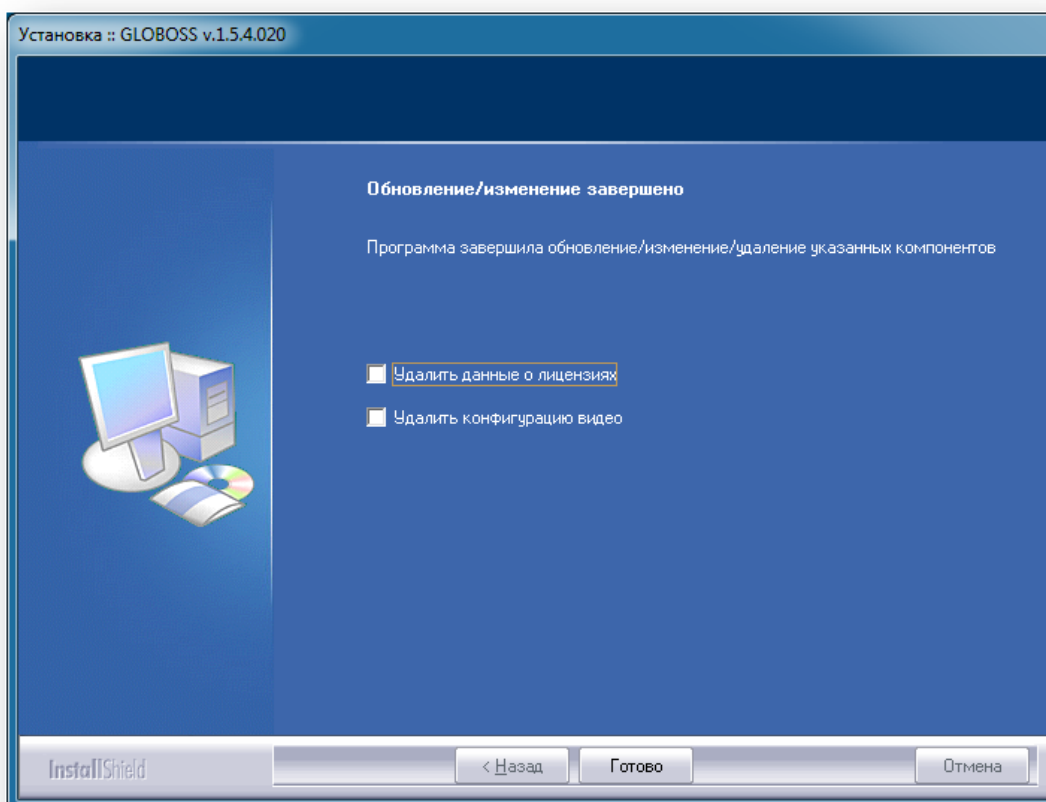 Установка :: GLOBOSS v.1.5.4.020
Обновление/изменение завершено
Программа завершила обновление/изменение/удаление указанных компонентов
Удалить данные о лицензиях
Удалить конфигурацию видео
InstallShield
< Назад
Готово
Отмена